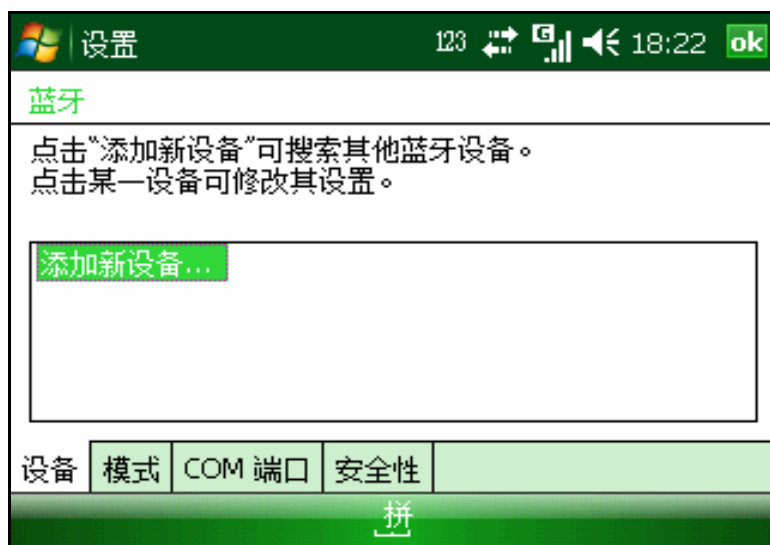 设置 123 G 18:22 ok
蓝牙
点击“添加新设备”可搜索其他蓝牙设备。
点击某一设备可修改其设置。
添加新设备...
设备 模式 COM 端口 安全性
拼